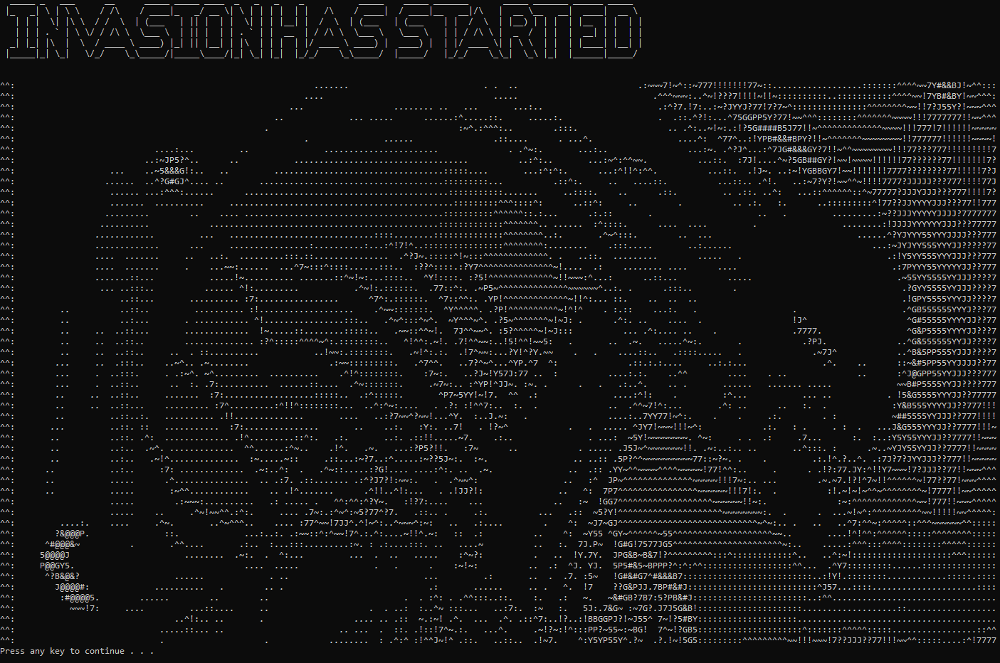 INVASION HAS STARTED
Press any key to continue . . .